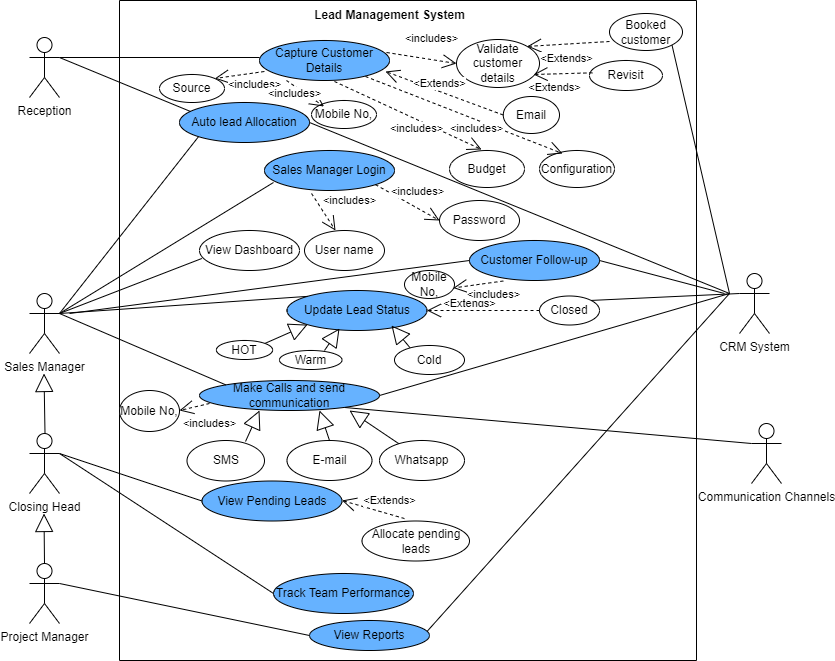 Lead Management System
Booked
customer
<includes>
Capture Customer
Details
Validate
customer
details
<Extends>
Revisit
Reception
Source
<includes>
<Extends>
<Extends>
<includes>
Mobile No,
Email
Auto lead Allocation
<includes>
<includes>
Sales Manager Login
Budget
Configuration
<includes>
<includes>
Password
View Dashboard
User name
Customer Follow-up
Mobile
No,
<includes>
<Extends>
Update Lead Status
Closed
CRM System
HOT
Warm
Cold
Sales Manager
Make Calls and send
communication
Mobile No,
<includes>
SMS
E-mail
Whatsapp
Communication Channels
Closing Head
View Pending Leads
<Extends>
Allocate pending
leads
Track Team Performance
Project Manager
View Reports